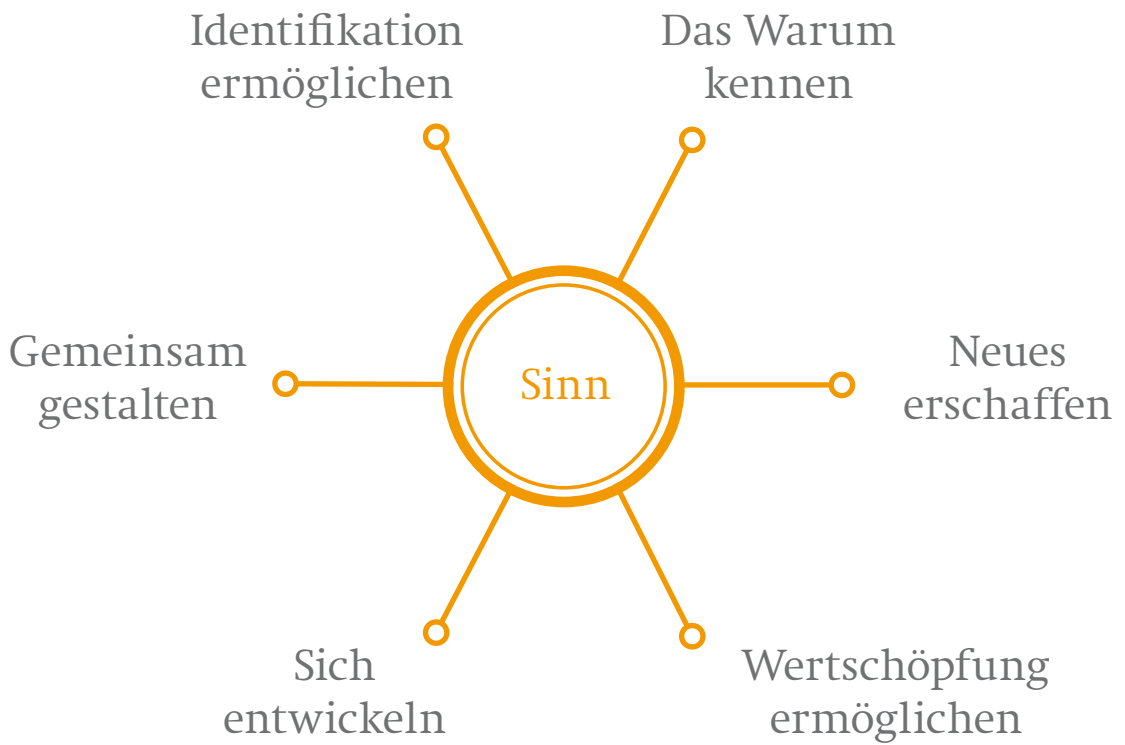 Identifikation
ermöglichen
Das Warum
kennen
Gemeinsam
gestalten
Sinn
Neues
erschaffen
Sich
entwickeln
Wertschöpfung
ermöglichen